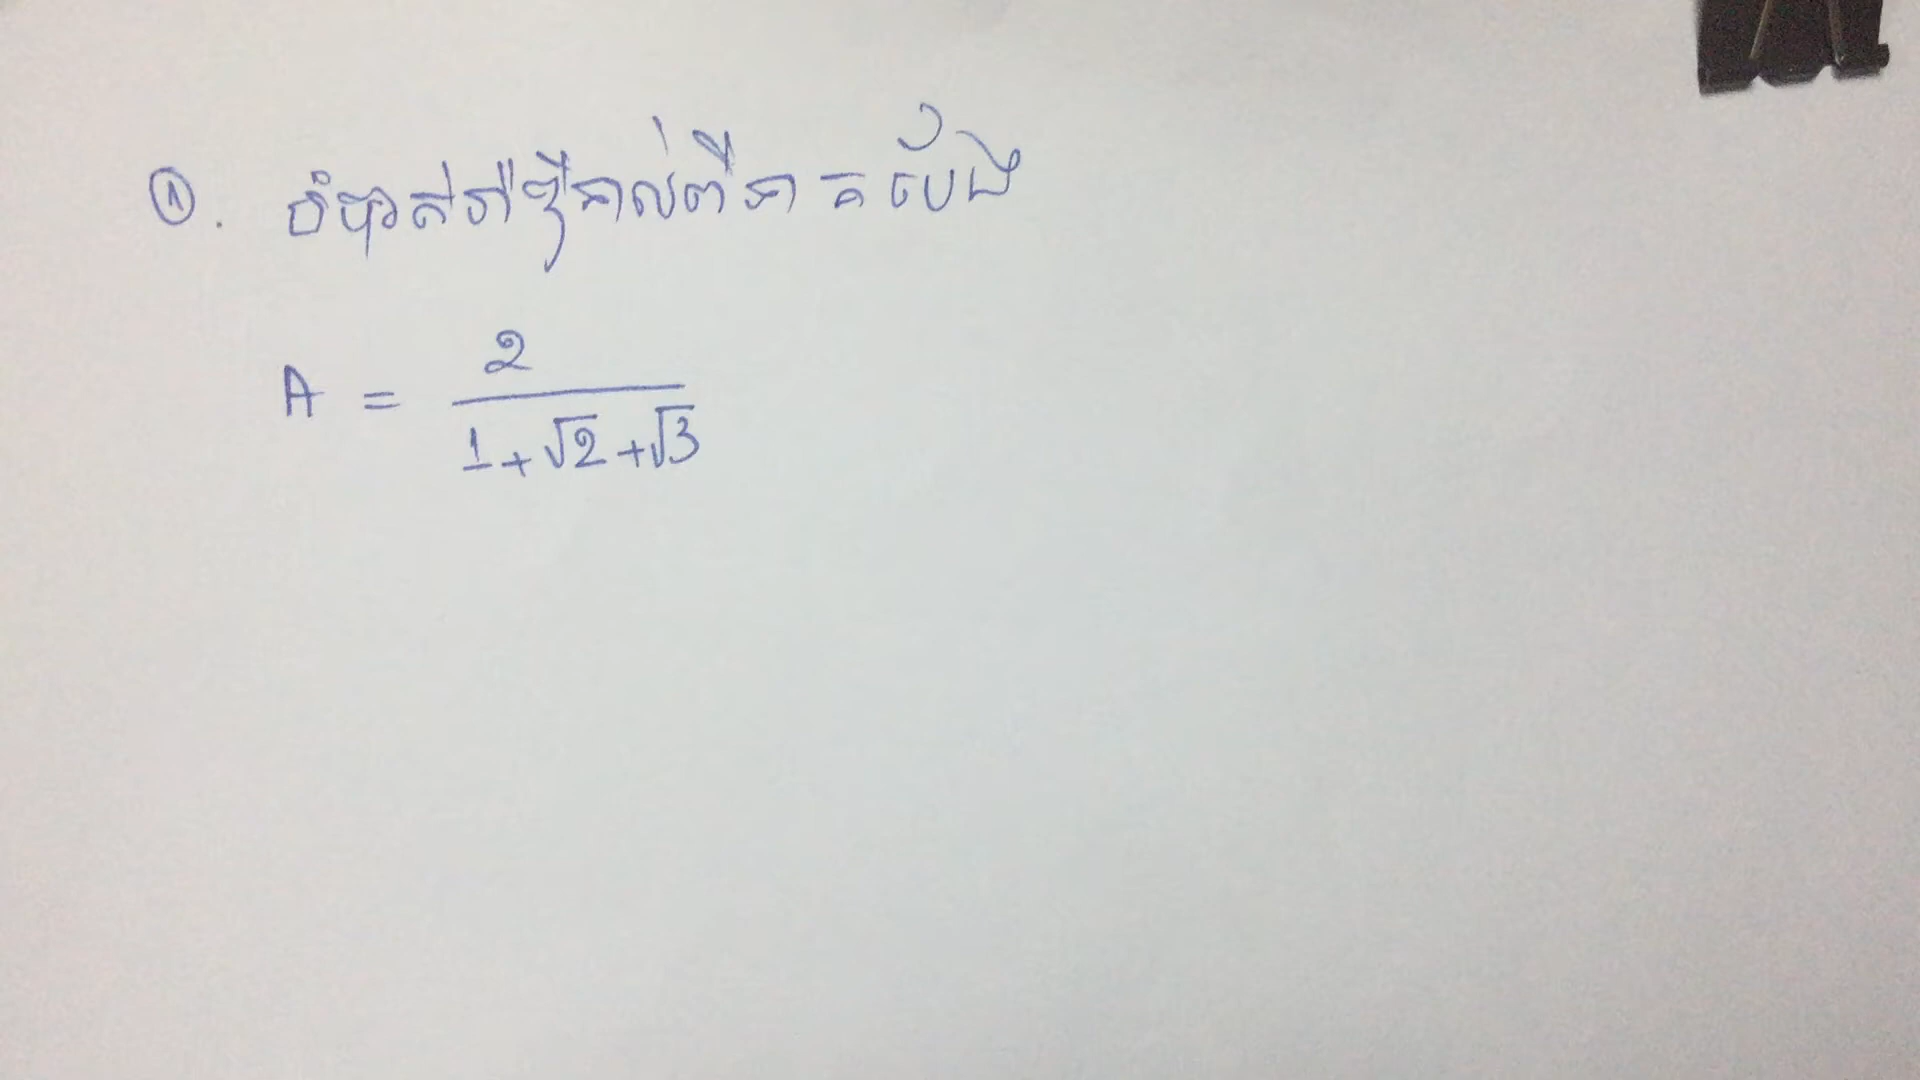 ①. បំបាត់រ៉ាឌីកាល់ពីភាគបែង
A = 2 / (1+√2+√3)